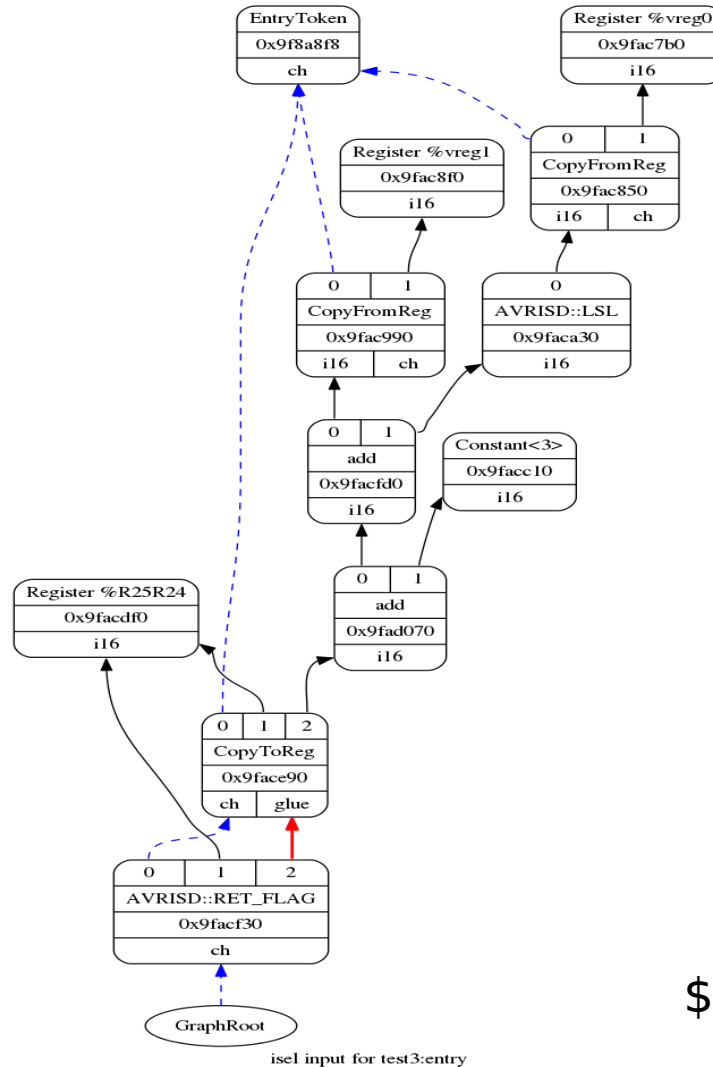 EntryToken
0x9f8a8f8
ch
Register %vreg0
0x9fac7b0
i16
0 1
CopyFromReg
0x9fac850
i16 ch
Register %vreg1
0x9fac8f0
i16
0 1
CopyFromReg
0x9fac990
i16 ch
0
AVRISD::LSL
0x9faca30
i16
0 1
add
0x9facfd0
i16
Constant<3>
0x9facc10
i16
0 1
add
0x9fad070
i16
Register %R25R24
0x9facdf0
i16
0 1 2
CopyToReg
0x9face90
ch glue
0 1 2
AVRISD::RET_FLAG
0x9facf30
ch
GraphRoot
$
isel input for test3:entry